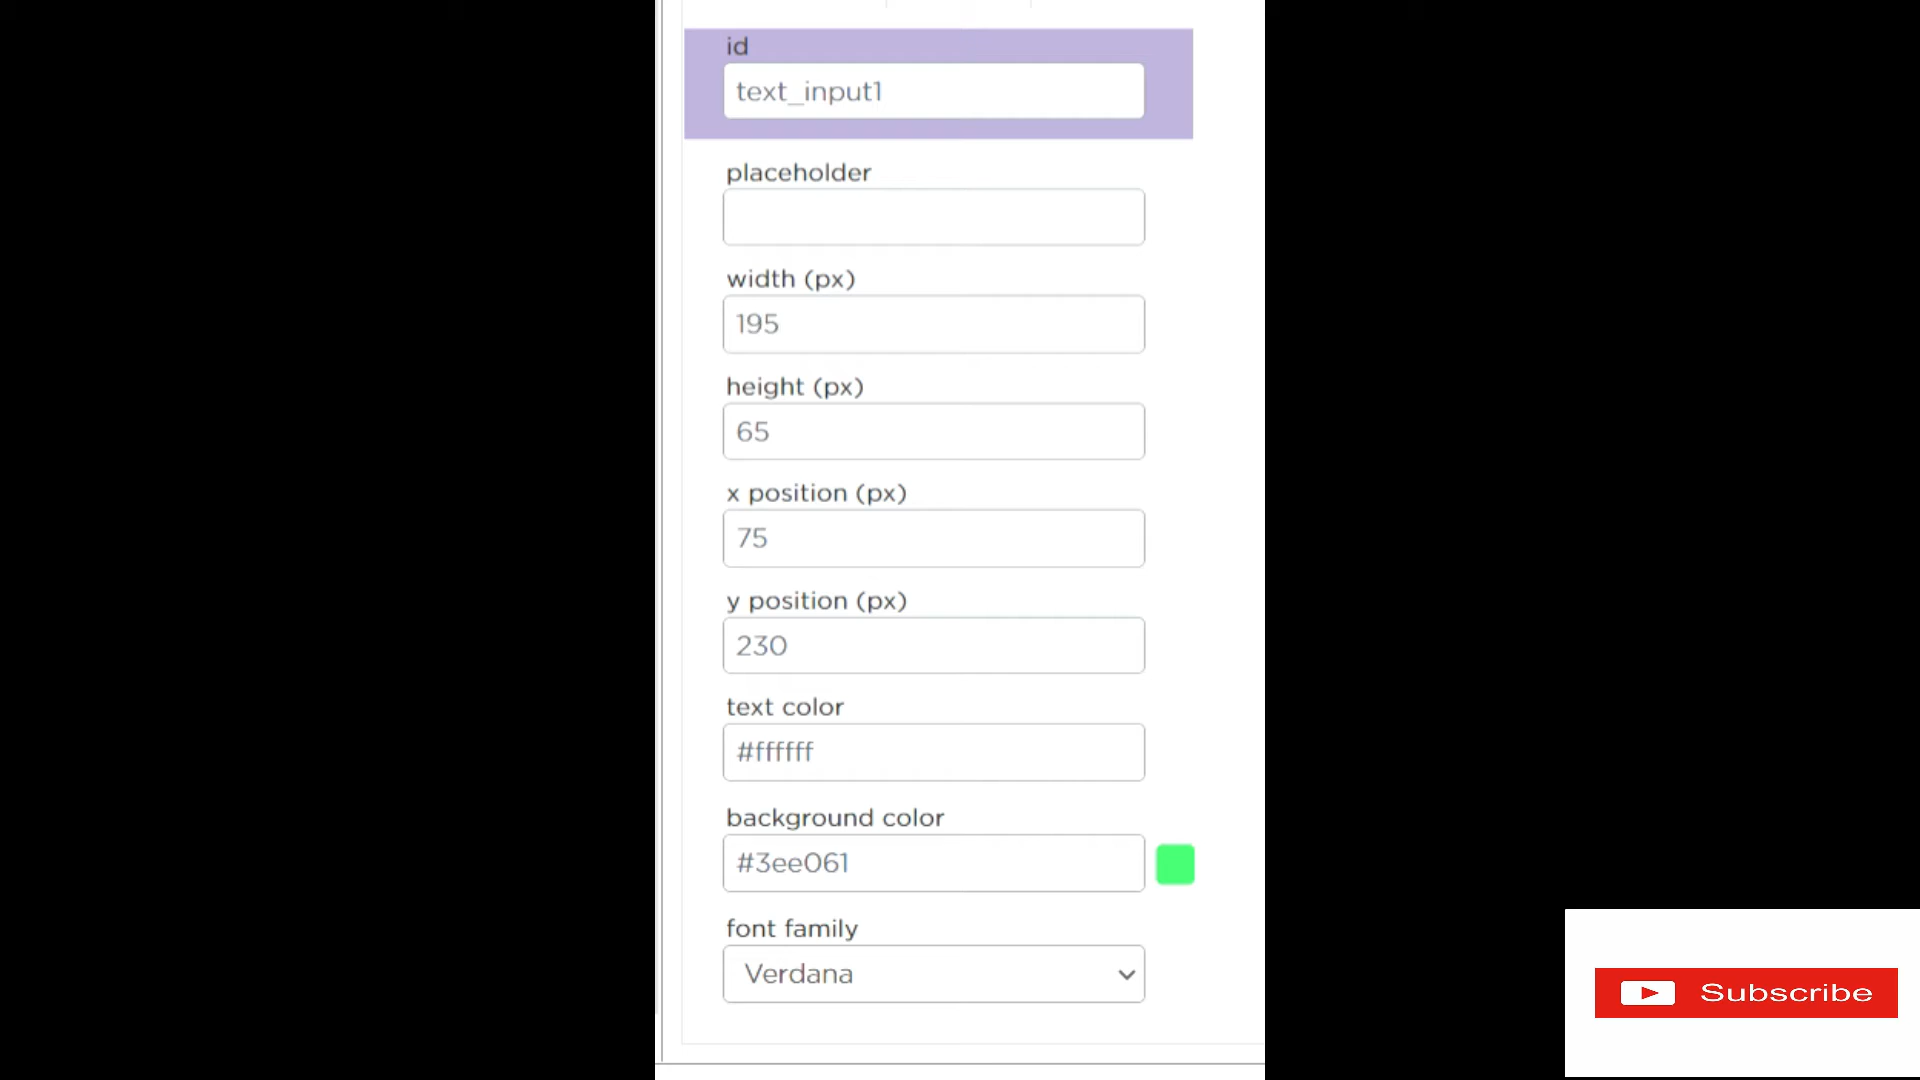 id
text_input1
placeholder
width (px)
195
height (px)
65
x position (px)
75
y position (px)
230
text color
#ffffff
background color
#3ee061
font family
Verdana
Subscribe